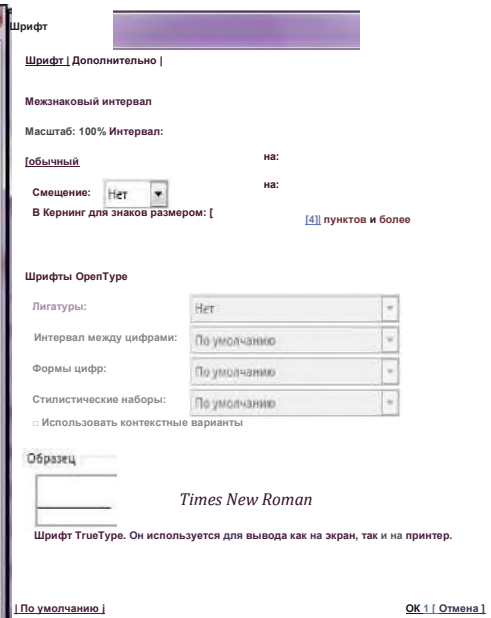 Шрифт
Шрифт | Дополнительно |
Межзнаковый интервал
Масштаб: 100% Интервал:
[обычный на:
Смещение: Нет на:
В Кернинг для знаков размером: [ [4]| пунктов и более
Шрифты OpenType
Лигатуры: Нет
Интервал между цифрами: По умолчанию
Формы цифр: По умолчанию
Стилистические наборы: По умолчанию
□ Использовать контекстные варианты
Образец
Times New Roman
Шрифт TrueType. Он используется для вывода как на экран, так и на принтер.
| По умолчанию j ОК 1 [ Отмена ]